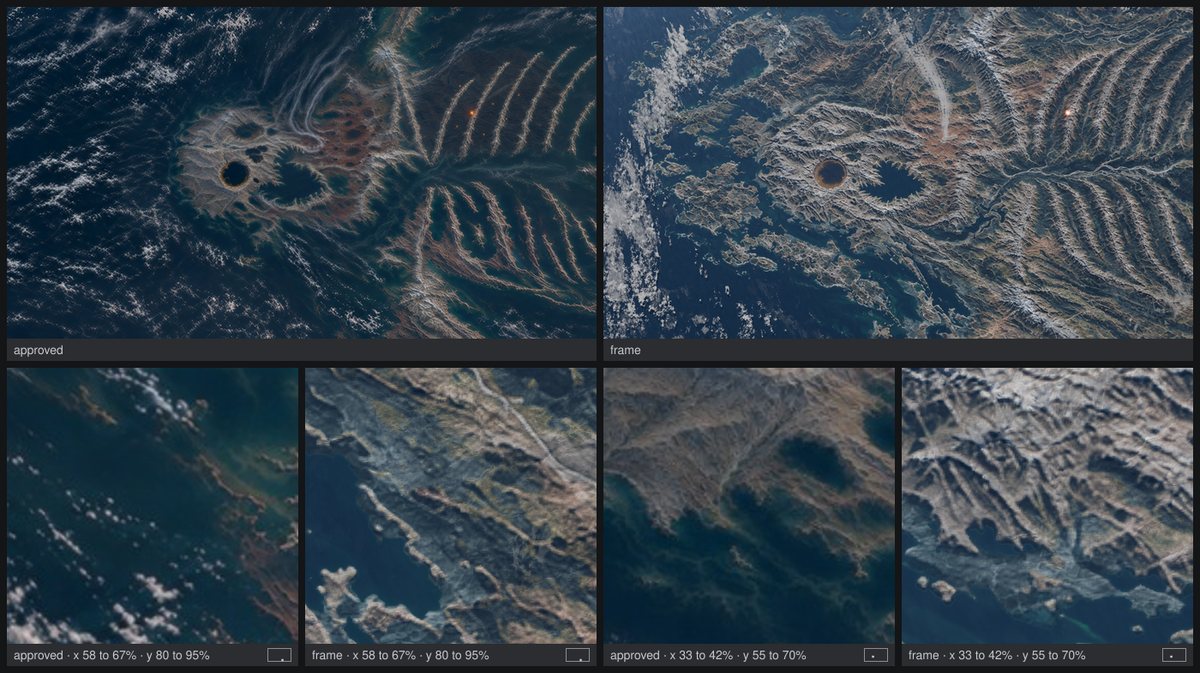 approved
frame
approved · x 58 to 67% · y 80 to 95%
frame · x 58 to 67% · y 80 to 95%
approved · x 33 to 42% · y 55 to 70%
frame · x 33 to 42% · y 55 to 70%